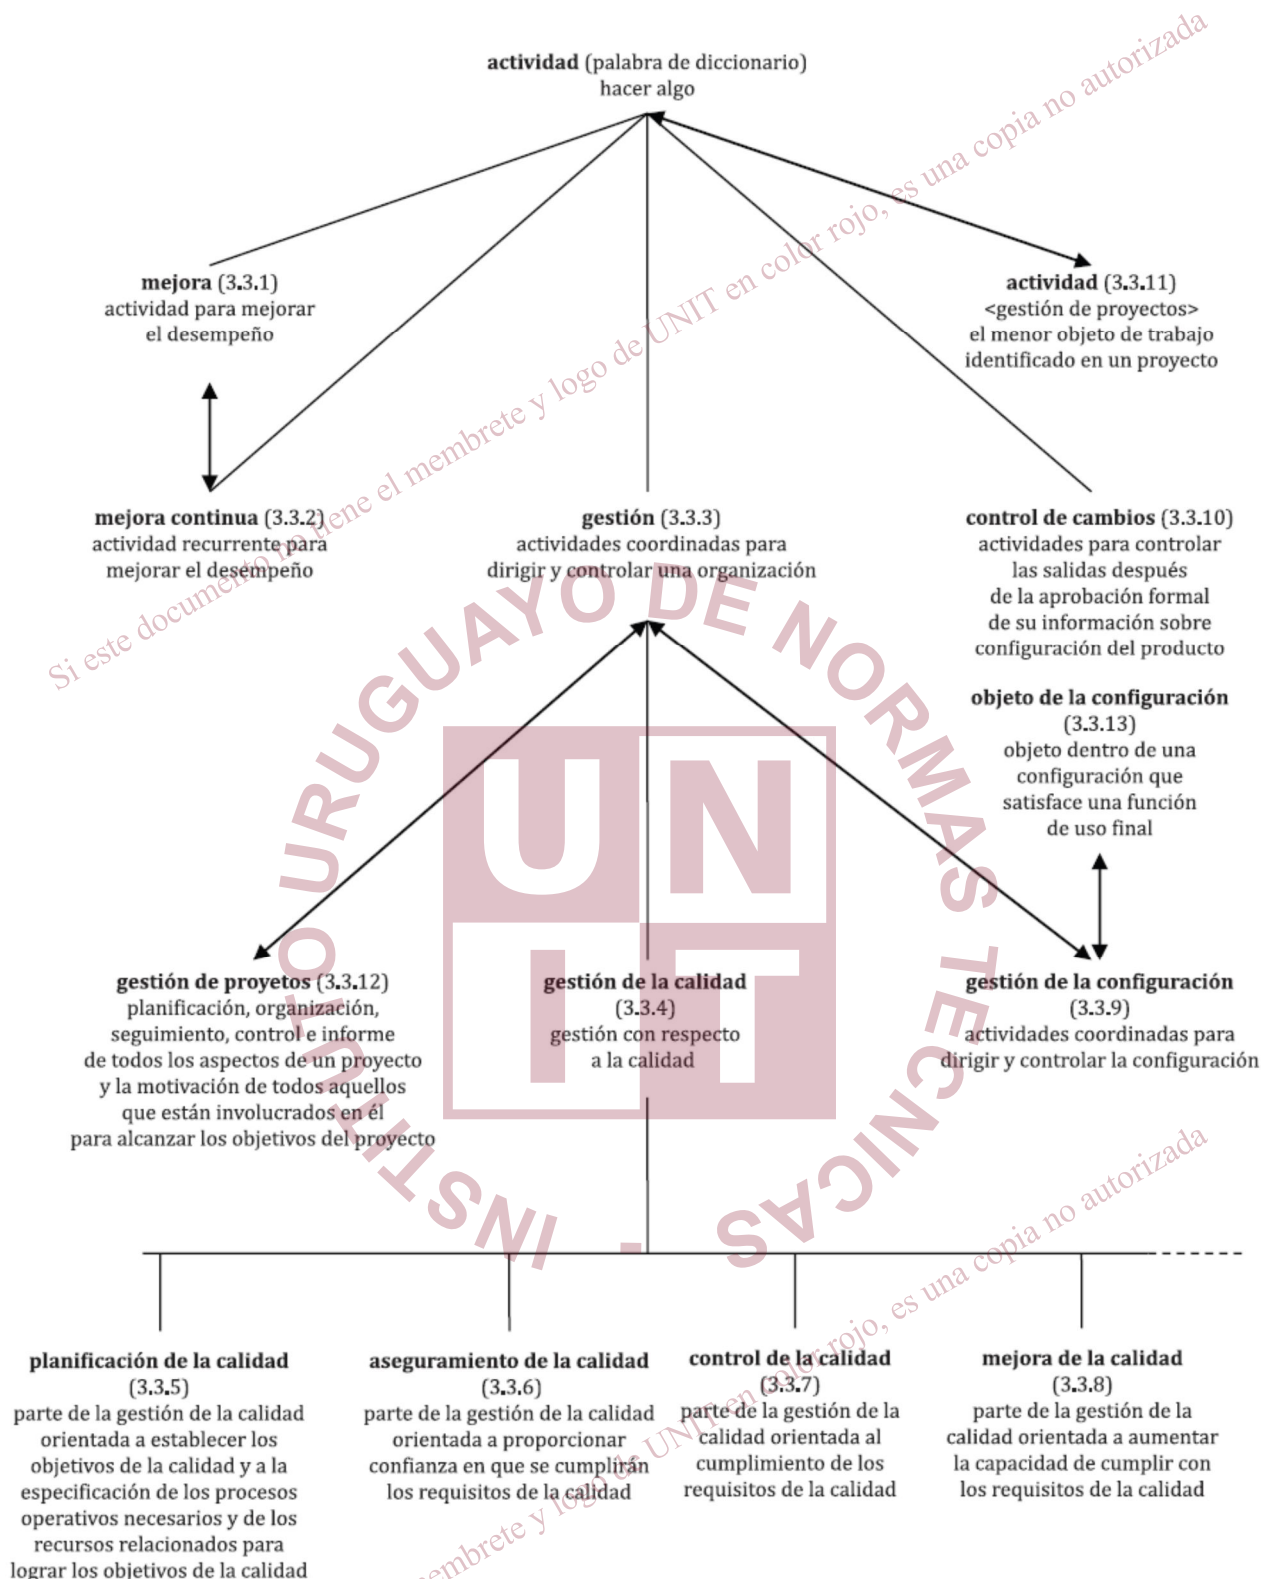 actividad (palabra de diccionario)
hacer algo
mejora (3.3.1)
actividad para mejorar
el desempeño
actividad (3.3.11)
<gestión de proyectos>
el menor objeto de trabajo
identificado en un proyecto
mejora continua (3.3.2)
actividad recurrente para
mejorar el desempeño
gestión (3.3.3)
actividades coordinadas para
dirigir y controlar una organización
control de cambios (3.3.10)
actividades para controlar
las salidas después
de la aprobación formal
de su información sobre
configuración del producto
objeto de la configuración
(3.3.13)
objeto dentro de una
configuración que
satisface una función
de uso final
gestión de proyetos (3.3.12)
planificación, organización,
seguimiento, control e informe
de todos los aspectos de un proyecto
y la motivación de todos aquellos
que están involucrados en él
para alcanzar los objetivos del proyecto
gestión de la calidad
(3.3.4)
gestión con respecto
a la calidad
gestión de la configuración
(3.3.9)
actividades coordinadas para
dirigir y controlar la configuración
planificación de la calidad
(3.3.5)
parte de la gestión de la calidad
orientada a establecer los
objetivos de la calidad y a la
especificación de los procesos
operativos necesarios y de los
recursos relacionados para
lograr los objetivos de la calidad
aseguramiento de la calidad
(3.3.6)
parte de la gestión de la calidad
orientada a proporcionar
confianza en que se cumplirán
los requisitos de la calidad
control de la calidad
(3.3.7)
parte de la gestión de la
calidad orientada al
cumplimiento de los
requisitos de la calidad
mejora de la calidad
(3.3.8)
parte de la gestión de la
calidad orientada a aumentar
la capacidad de cumplir con
los requisitos de la calidad
Si este documento no tiene el membrete y logo de UNIT en color rojo, es una copia no autorizada
INSTITUTO URUGUAYO DE NORMAS TECNICAS
UN
IT
membrete y logo de UNIT en color rojo, es una copia no autorizada